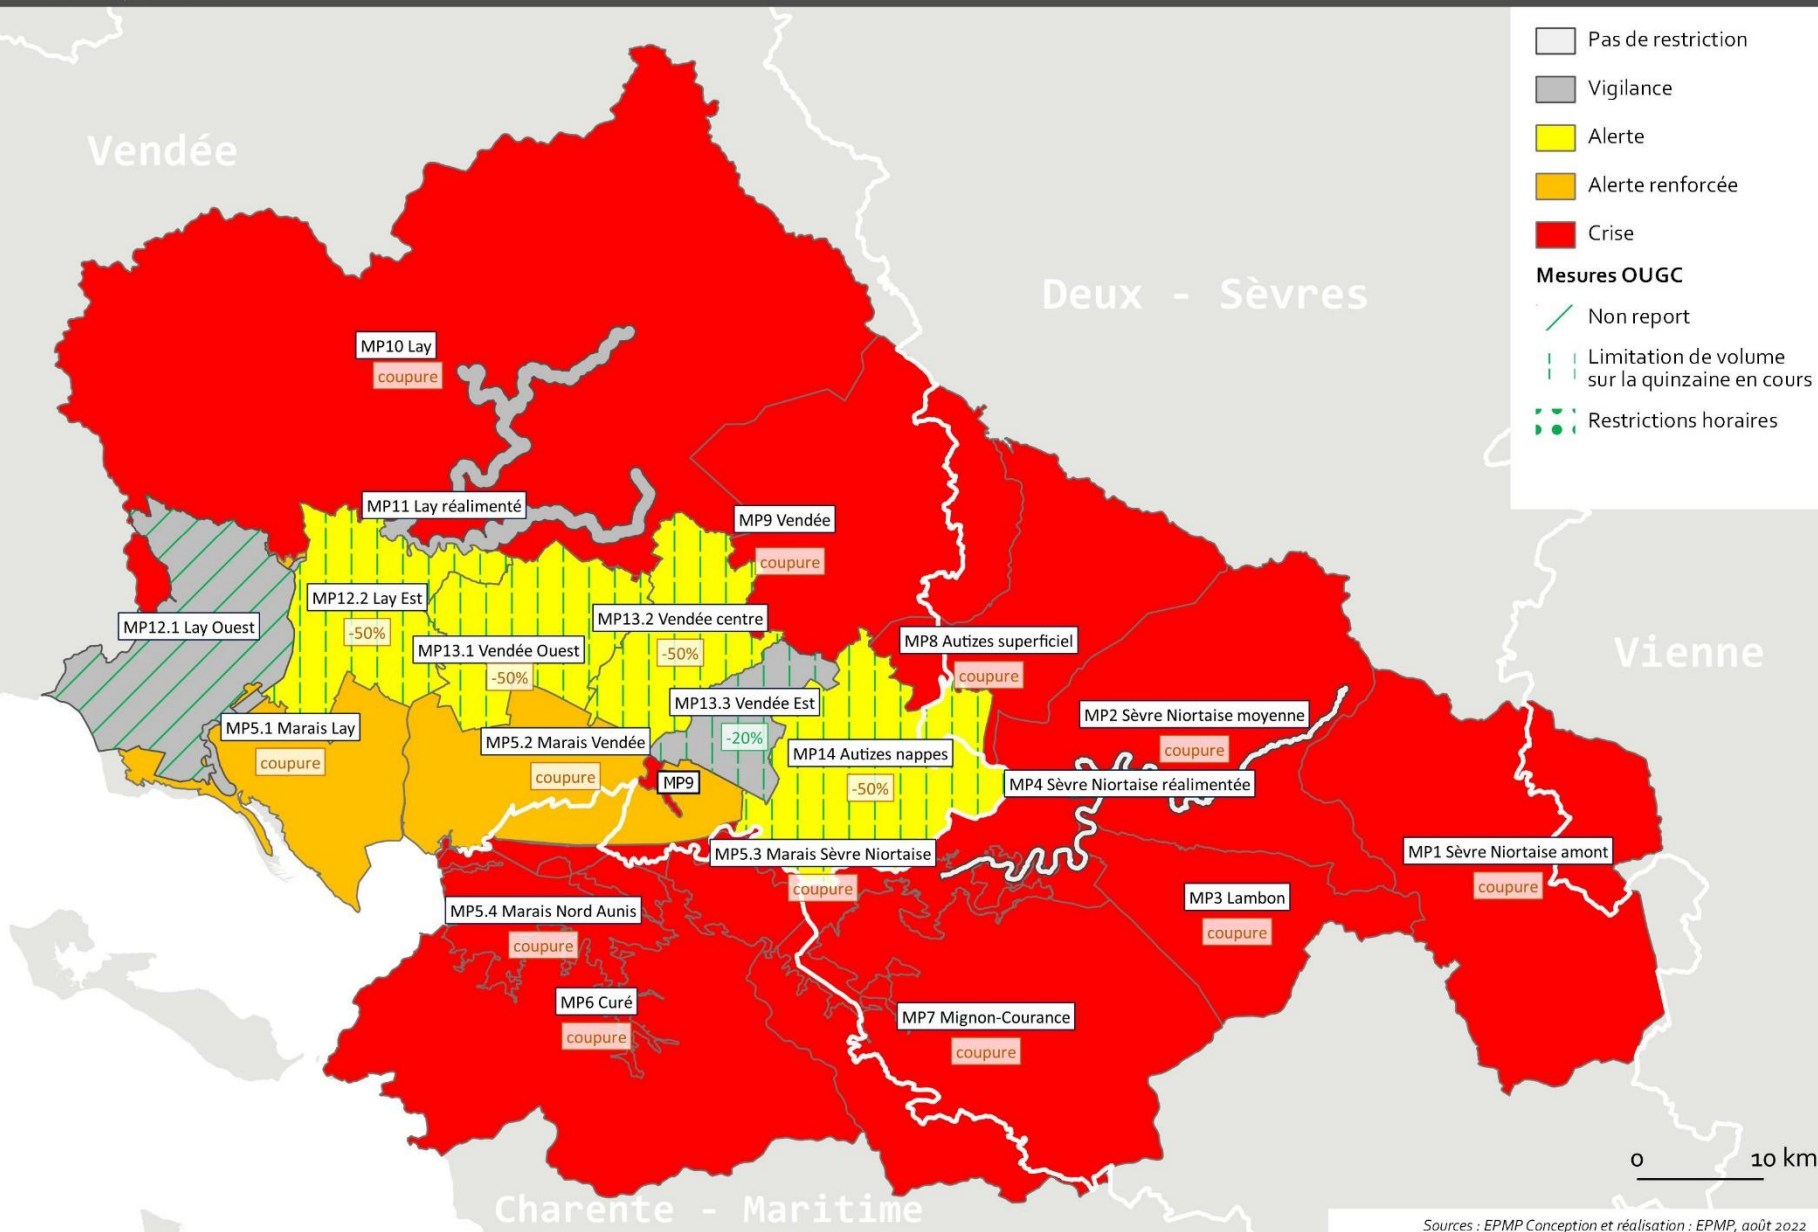 Pas de restriction
Vigilance
Alerte
Alerte renforcée
Crise
Mesures OUGC
Non report
Limitation de volume
sur la quinzaine en cours
Restrictions horaires
Vendée
Deux - Sèvres
Vienne
Charente - Maritime
MP10 Lay
coupure
MP11 Lay réalimenté
MP9 Vendée
coupure
MP12.2 Lay Est
-50%
MP12.1 Lay Ouest
MP13.2 Vendée centre
-50%
MP13.1 Vendée Ouest
-50%
MP8 Autizes superficiel
coupure
MP13.3 Vendée Est
-20%
MP2 Sèvre Niortaise moyenne
coupure
MP5.1 Marais Lay
coupure
MP5.2 Marais Vendée
coupure
MP14 Autizes nappes
-50%
MP9
MP4 Sèvre Niortaise réalimentée
MP5.3 Marais Sèvre Niortaise
coupure
MP1 Sèvre Niortaise amont
coupure
MP3 Lambon
coupure
MP5.4 Marais Nord Aunis
coupure
MP6 Curé
coupure
MP7 Mignon-Courance
coupure
0 10 km
Sources : EPMP Conception et réalisation : EPMP, août 2022